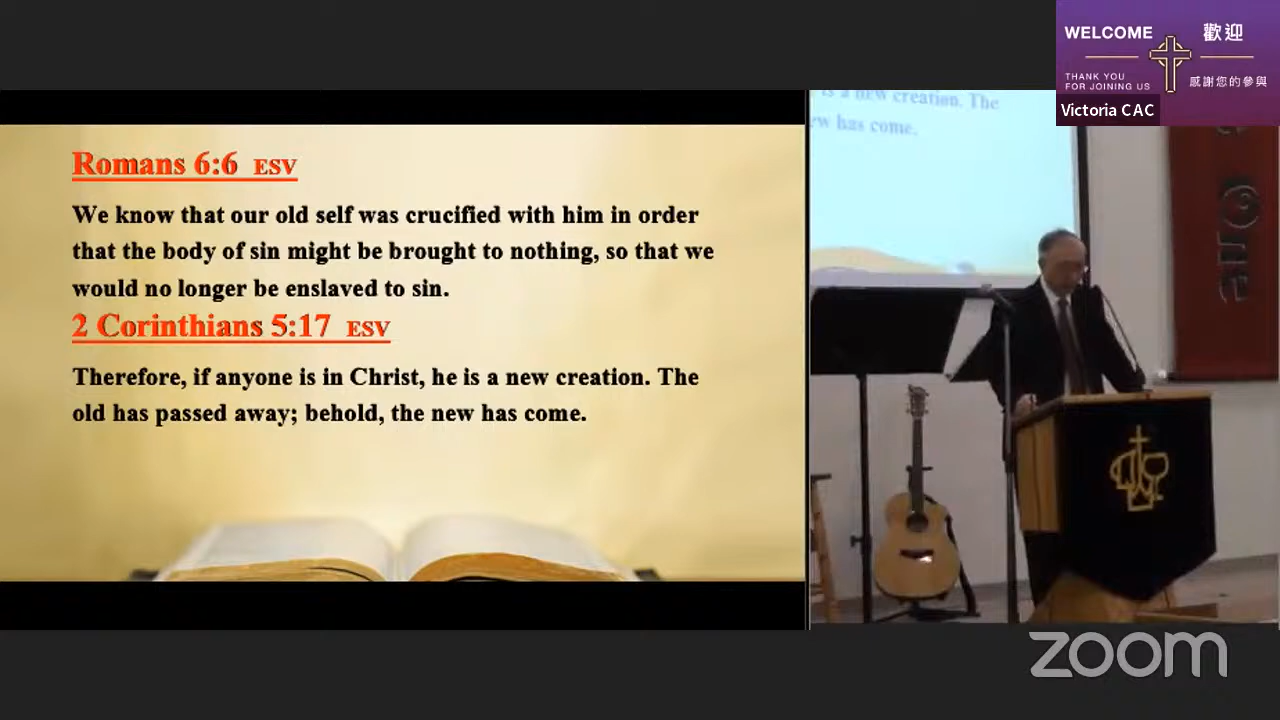 Romans 6:6 ESV
We know that our old self was crucified with him in order
that the body of sin might be brought to nothing, so that we
would no longer be enslaved to sin.
2 Corinthians 5:17 ESV
Therefore, if anyone is in Christ, he is a new creation. The
old has passed away; behold, the new has come.
WELCOME 歡迎
THANK YOU
FOR JOINING US 感謝您的參與
Victoria CAC
is a new creation. The
new has come.
One
zoom